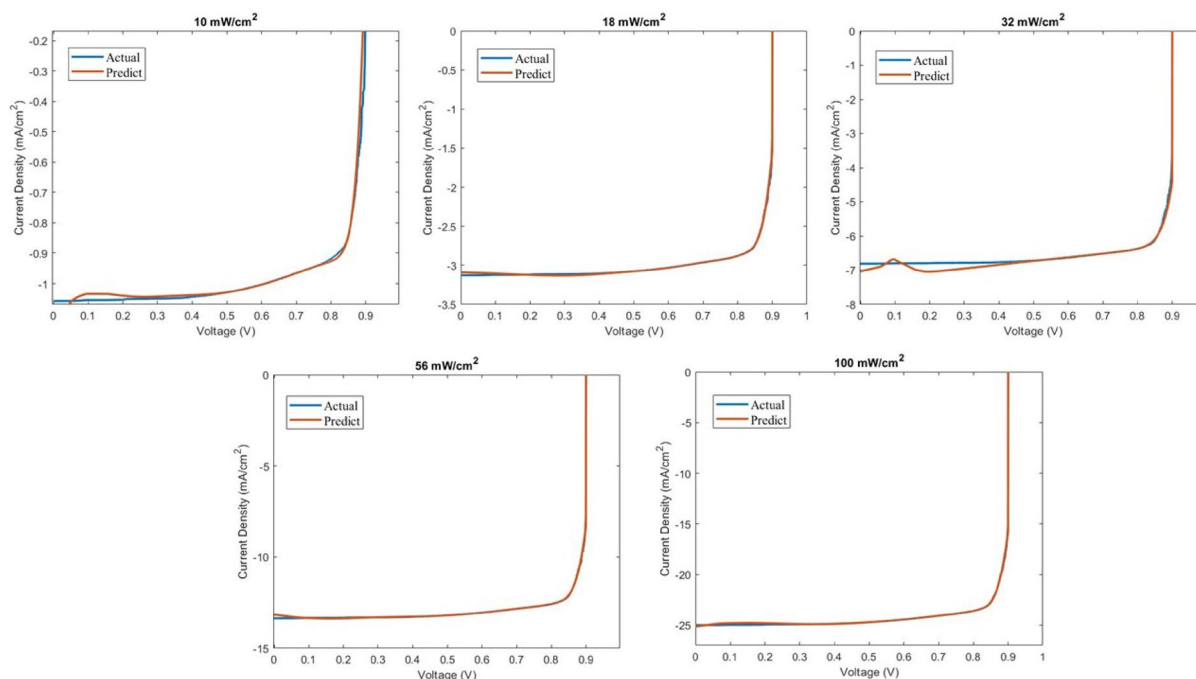 10 mW/cm²
-0.2
-0.3
-0.4
-0.5
-0.6
-0.7
-0.8
-0.9
-1
Current Density (mA/cm²)
Actual
Predict
0 0.1 0.2 0.3 0.4 0.5 0.6 0.7 0.8 0.9
Voltage (V)
18 mW/cm²
0
-0.5
-1
-1.5
-2
-2.5
-3
-3.5
Current Density (mA/cm²)
Actual
Predict
0 0.1 0.2 0.3 0.4 0.5 0.6 0.7 0.8 0.9 1
Voltage (V)
32 mW/cm²
0
-1
-2
-3
-4
-5
-6
-7
-8
Current Density (mA/cm²)
Actual
Predict
0 0.1 0.2 0.3 0.4 0.5 0.6 0.7 0.8 0.9
Voltage (V)
56 mW/cm²
0
-5
-10
-15
Current Density (mA/cm²)
Actual
Predict
0 0.1 0.2 0.3 0.4 0.5 0.6 0.7 0.8 0.9
Voltage (V)
100 mW/cm²
0
-5
-10
-15
-20
-25
Current Density (mA/cm²)
Actual
Predict
0 0.1 0.2 0.3 0.4 0.5 0.6 0.7 0.8 0.9 1
Voltage (V)